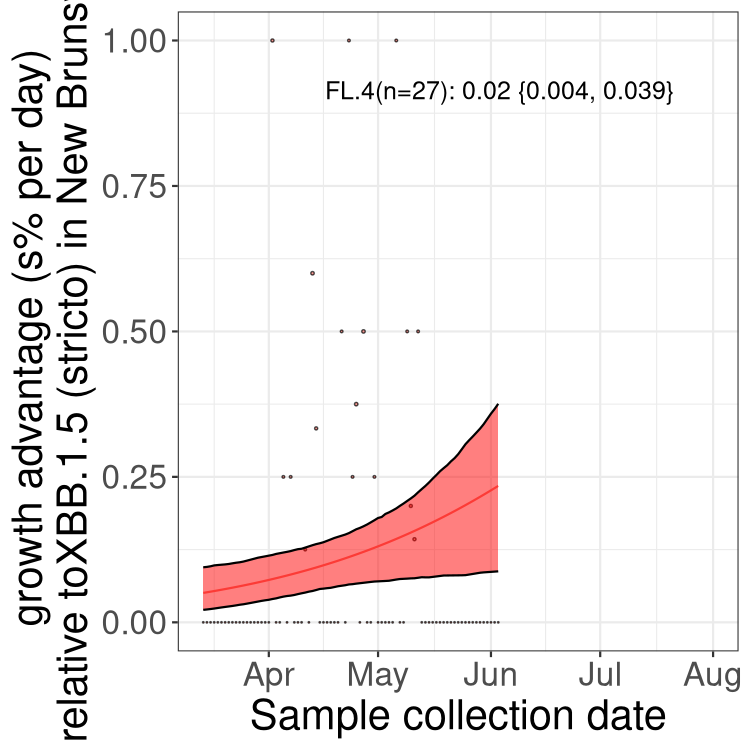 growth advantage (s% per day)
relative toXBB.1.5 (stricto) in New Bruns
1.00
0.75
0.50
0.25
0.00
FL.4(n=27): 0.02 {0.004, 0.039}
Apr May Jun Jul Aug
Sample collection date